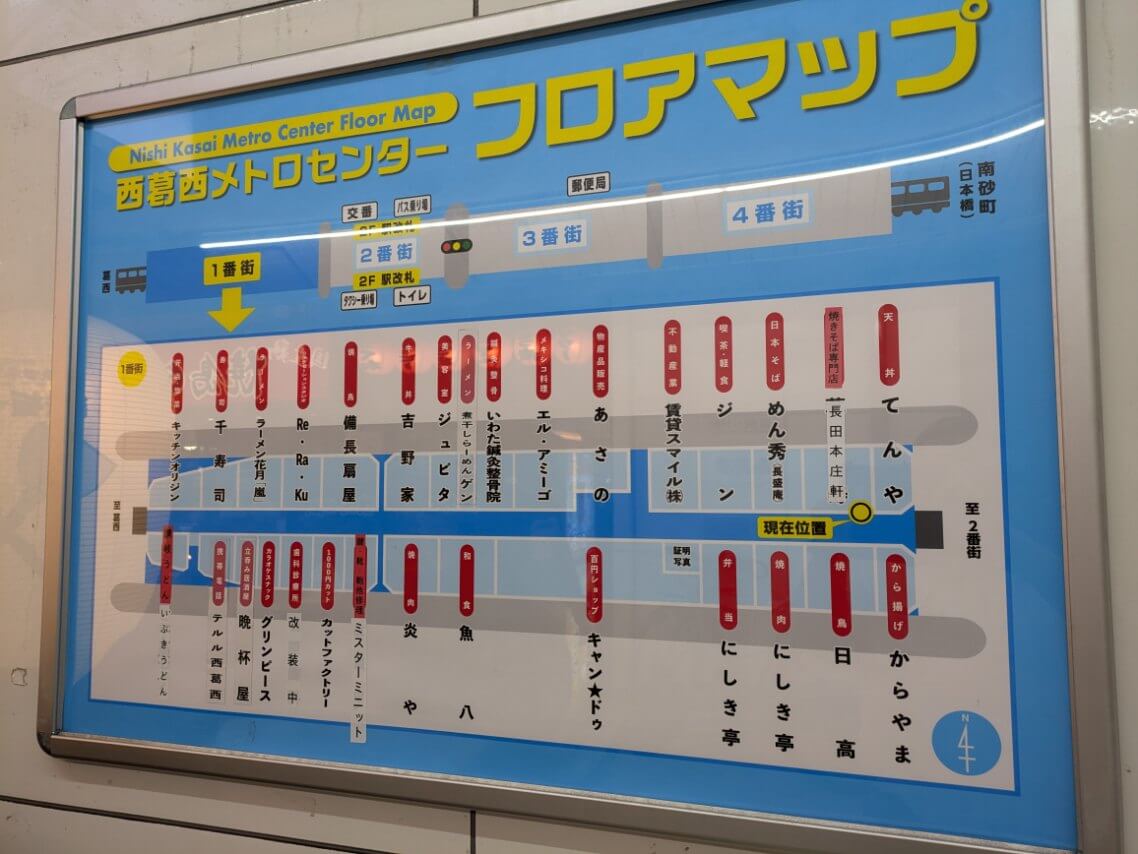 Nishi Kasai Metro Center Floor Map
西葛西メトロセンター フロアマップ
交番
バス乗り場
郵便局
南砂町
(日本橋)
2F 駅改札
1番街
2番街
3番街
4番街
葛西
2F 駅改札
タクシー乗り場
トイレ
1番街
キッチンオリジン
寿司
千寿司
ラーメン
ラーメン花月「嵐」
Re・Ra・Ku
焼鳥
備長扇屋
牛丼
吉野家
美容室
ジュピタ
ラーメン
煮干しらーめんゲン
鍼灸整骨
いわた鍼灸整骨院
メキシコ料理
エル・アミーゴ
物産品販売
あさの
不動産業
賃貸スマイル㈱
喫茶・軽食
ジン
日本そば
めん秀(長盛庵)
焼きそば専門店
長田本庄軒
天丼
てんや
至葛西
現在位置
至2番街
うどん
いぶきうどん
携帯電話
テルル西葛西
立呑み居酒屋
晩杯屋
カラオケスナック
グリンピース
歯科診療所
改装中
1000円カット
カットファクトリー
ミスターミニット
焼肉
炎や
和食
魚八
百円ショップ
キャン★ドゥ
証明写真
弁当
にしき亭
焼肉
にしき亭
焼鳥
日高
から揚げ
からやま
N